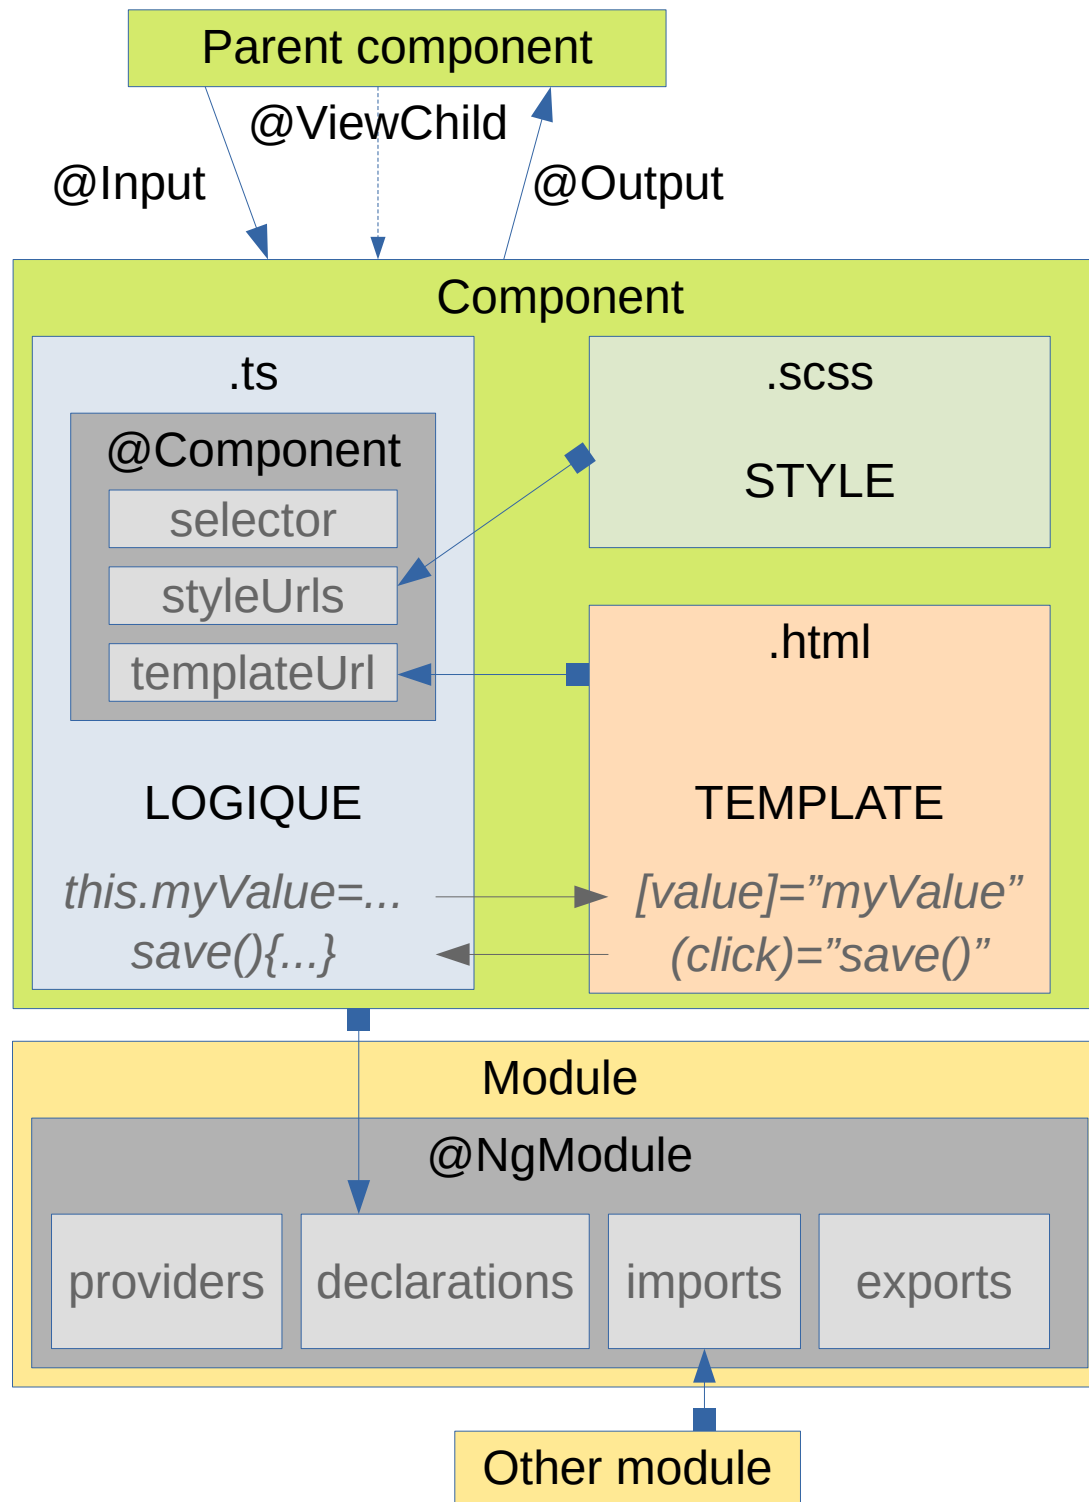 Parent component
@ViewChild
@Input
@Output
Component
.ts
@Component
selector
styleUrls
templateUrl
LOGIQUE
this.myValue=...
save(){...}
.scss
STYLE
.html
TEMPLATE
[value]=”myValue”
(click)=”save()”
Module
@NgModule
providers
declarations
imports
exports
Other module